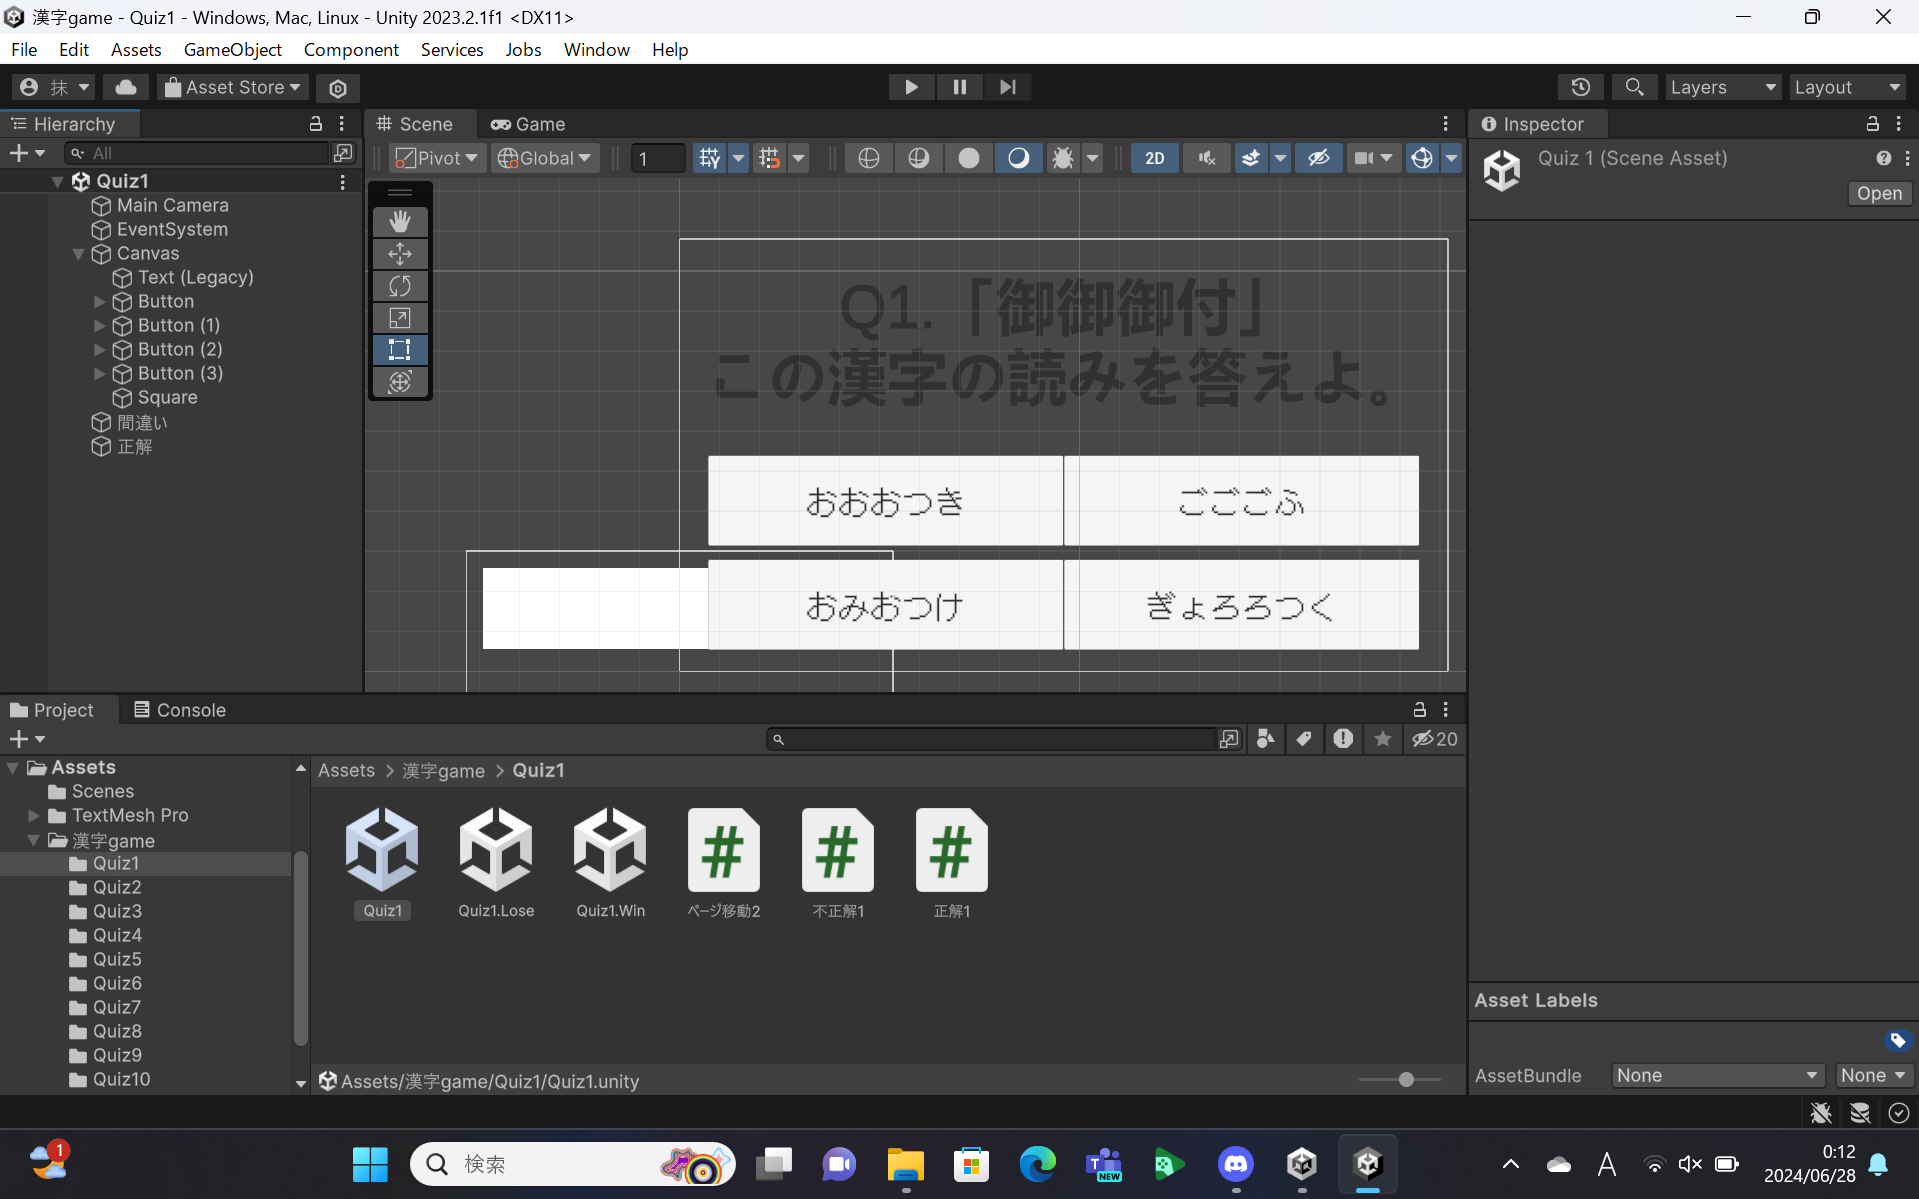 漢字game - Quiz1 - Windows, Mac, Linux - Unity 2023.2.1f1 <DX11>
File Edit Assets GameObject Component Services Jobs Window Help
抹 Asset Store Layers Layout
Hierarchy
All
Quiz1
Main Camera
EventSystem
Canvas
Text (Legacy)
Button
Button (1)
Button (2)
Button (3)
Square
間違い
正解
Scene Game
Pivot Global 1 2D
Q1.「御御御付」
この漢字の読みを答えよ。
おおおつき ごごごふ
おみおつけ ぎょろろつく
Inspector
Quiz 1 (Scene Asset)
Open
Project Console
20
Assets
Scenes
TextMesh Pro
漢字game
Quiz1
Quiz2
Quiz3
Quiz4
Quiz5
Quiz6
Quiz7
Quiz8
Quiz9
Quiz10
Assets > 漢字game > Quiz1
Quiz1 Quiz1.Lose Quiz1.Win ページ移動2 不正解1 正解1
Assets/漢字game/Quiz1/Quiz1.unity
Asset Labels
AssetBundle None None
1
検索
NEW
A
0:12
2024/06/28